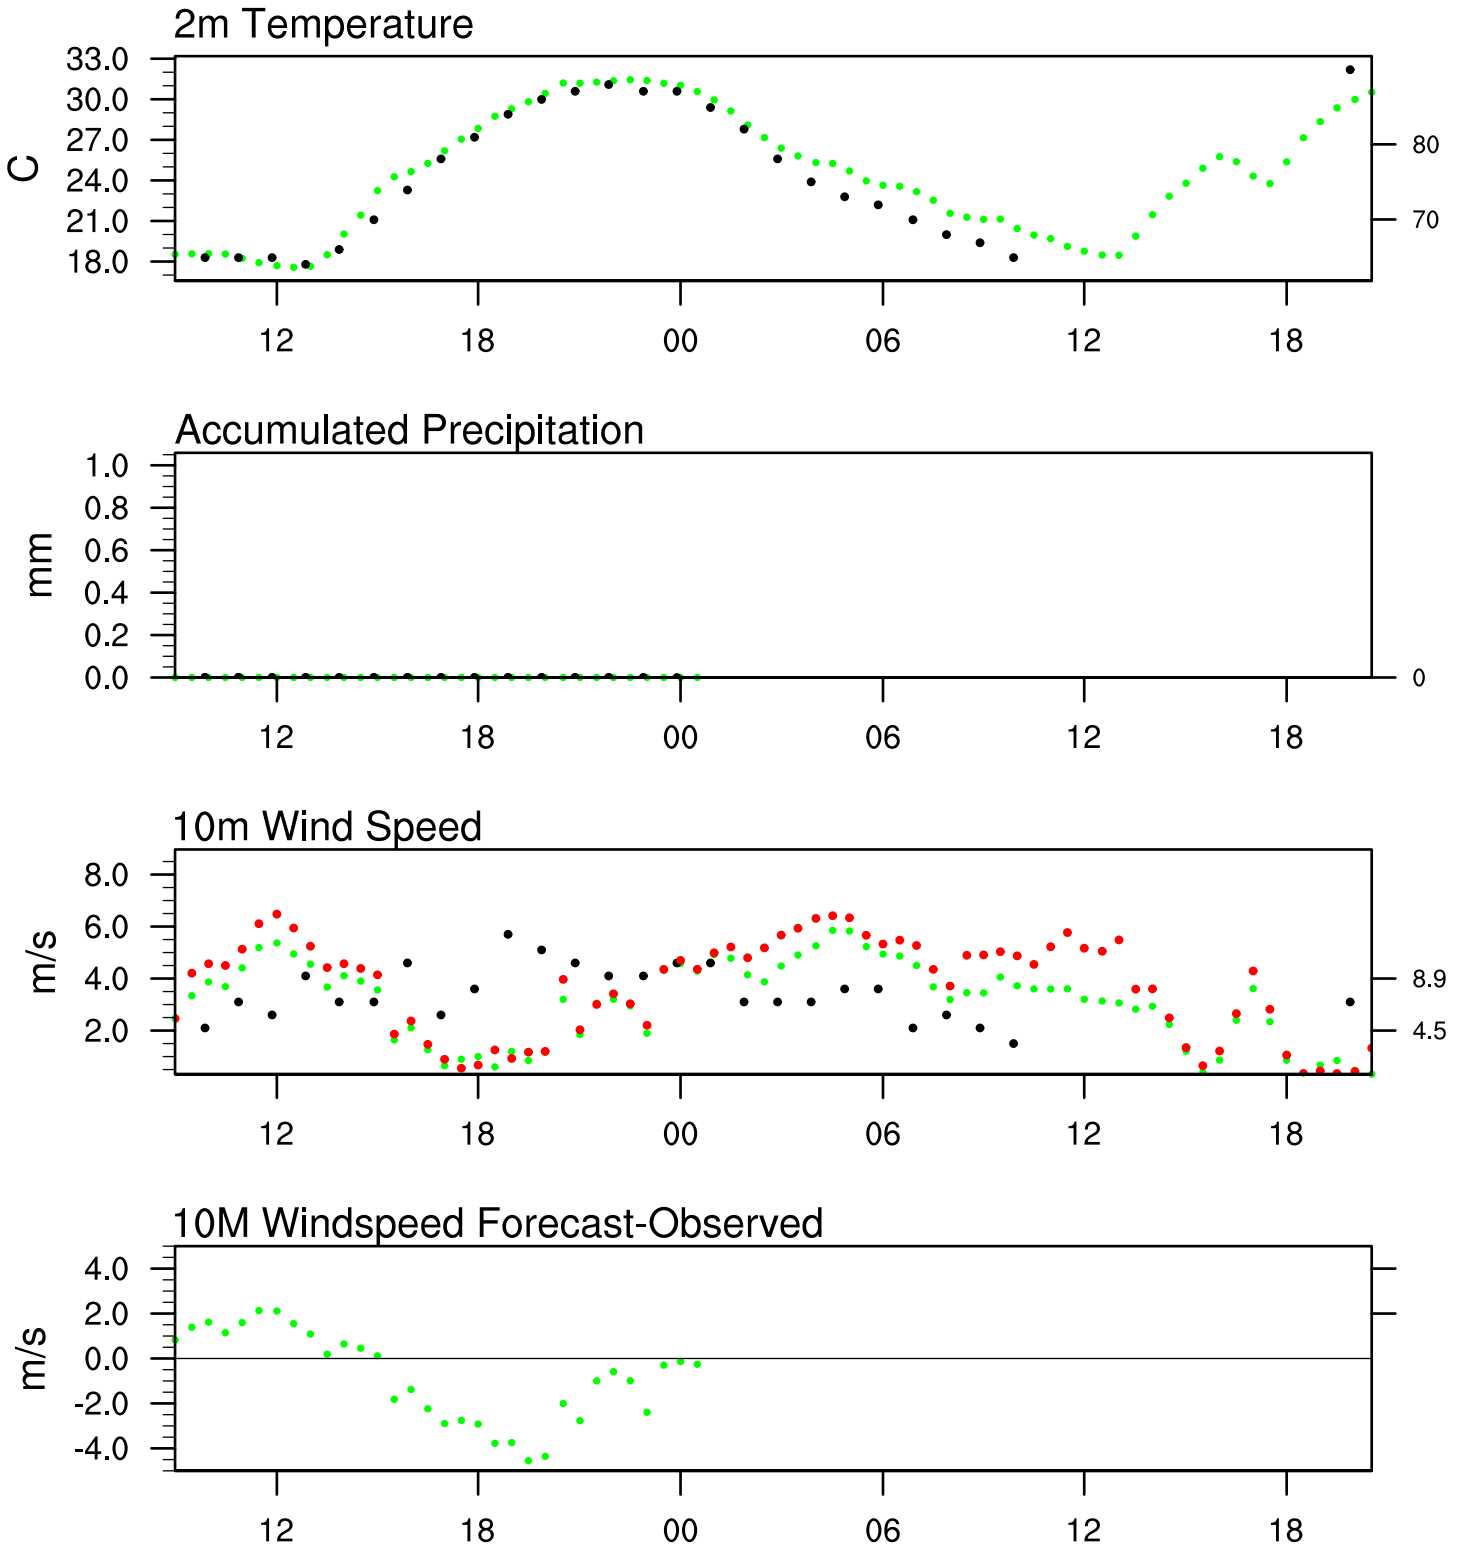 2m Temperature
33.0
30.0
27.0
24.0
21.0
18.0
C
80
70
12 18 00 06 12 18
Accumulated Precipitation
1.0
0.8
0.6
0.4
0.2
0.0
mm
0
12 18 00 06 12 18
10m Wind Speed
8.0
6.0
4.0
2.0
m/s
8.9
4.5
12 18 00 06 12 18
10M Windspeed Forecast-Observed
4.0
2.0
0.0
-2.0
-4.0
m/s
12 18 00 06 12 18